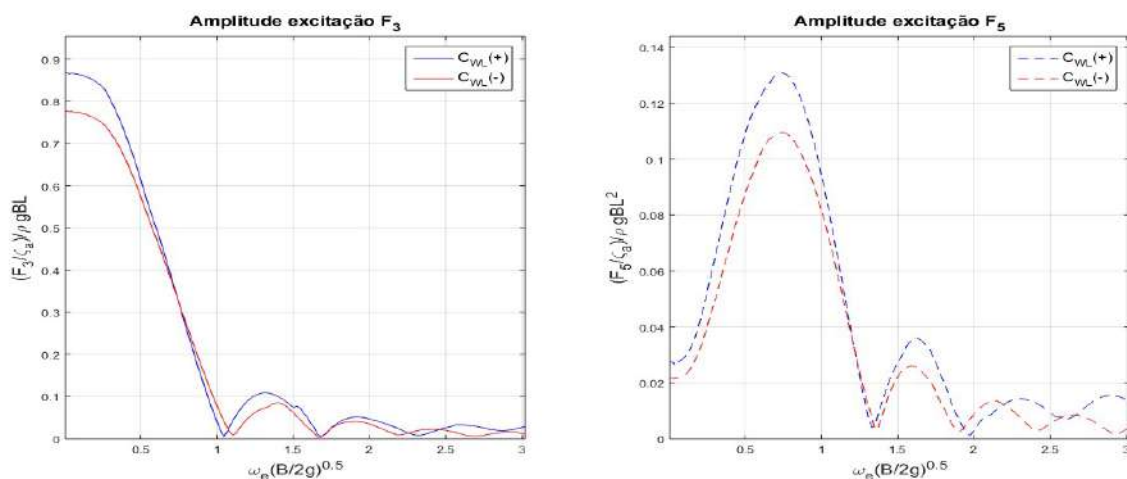 Amplitude excitação F₃
(F₃/ζₐ)/ρ gBL
0.9
0.8
0.7
0.6
0.5
0.4
0.3
0.2
0.1
0
0.5 1 1.5 2 2.5 3
ωₑ(B/2g)^0.5
C_WL(+)
C_WL(-)
Amplitude excitação F₅
(F₅/ζₐ)/ρ gBL²
0.14
0.12
0.1
0.08
0.06
0.04
0.02
0
0.5 1 1.5 2 2.5 3
ωₑ(B/2g)^0.5
C_WL(+)
C_WL(-)